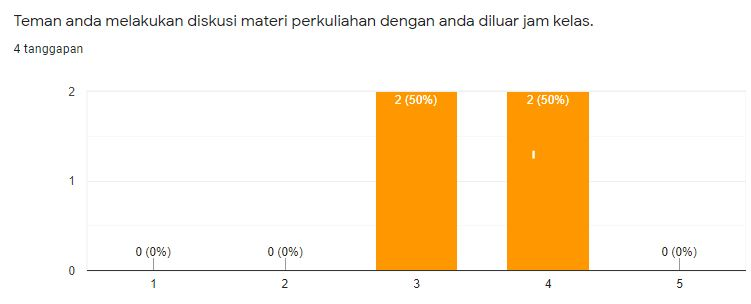 Teman anda melakukan diskusi materi perkuliahan dengan anda diluar jam kelas.
4 tanggapan
2
2 (50%) 2 (50%)
1
0 (0%) 0 (0%) 0 (0%)
0
1 2 3 4 5